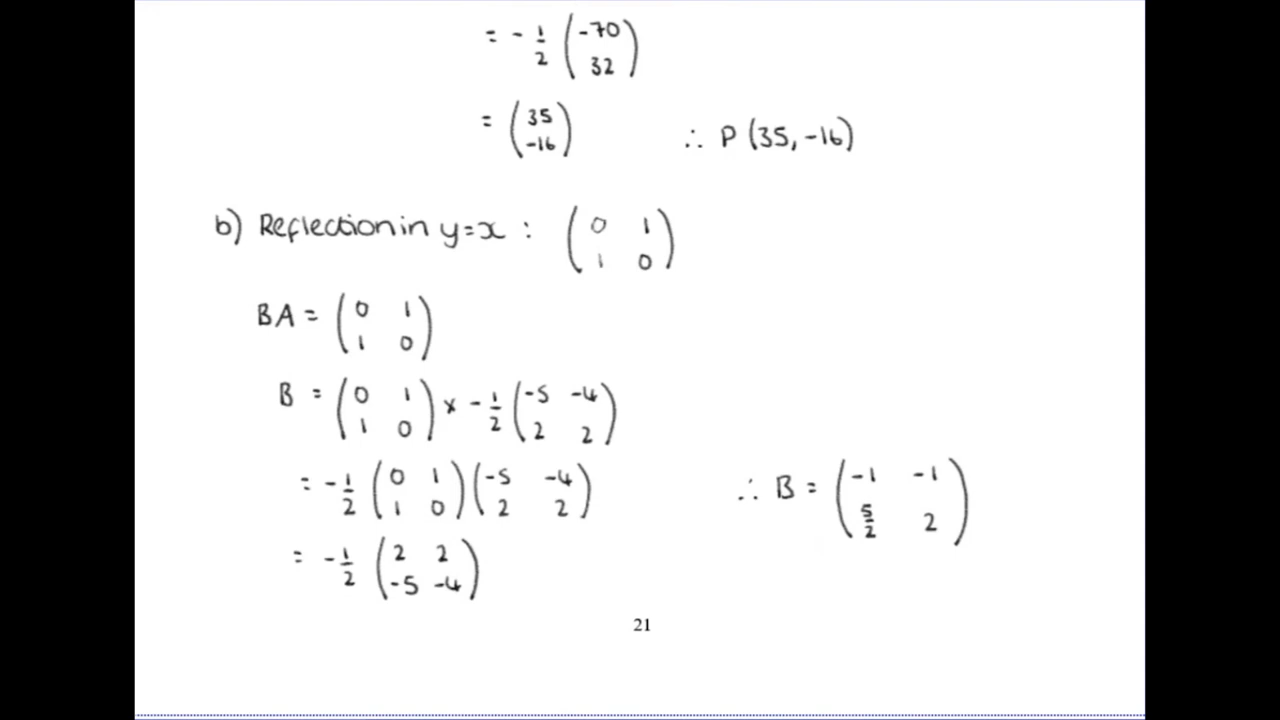 = -1/2 (-70
32)
= (35
-16) ∴ P (35, -16)
b) Reflection in y=x : (0 1
1 0)
BA = (0 1
1 0)
B = (0 1
1 0) × -1/2 (-5 -4
2 2)
= -1/2 (0 1
1 0) (-5 -4
2 2)
∴ B = (-1 -1
5/2 2)
= -1/2 (2 2
-5 -4)
21